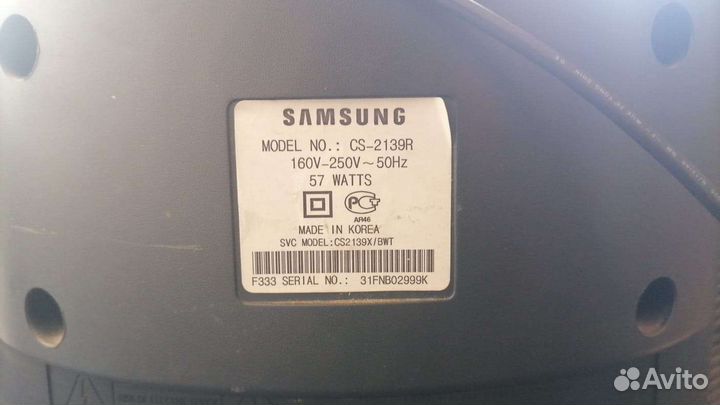 SAMSUNG
MODEL NO.: CS-2139R
160V-250V~50Hz
57 WATTS
PC
AЯ46
MADE IN KOREA
SVC MODEL:CS2139X/BWT
F333 SERIAL NO.: 31FNB02999K
Avito